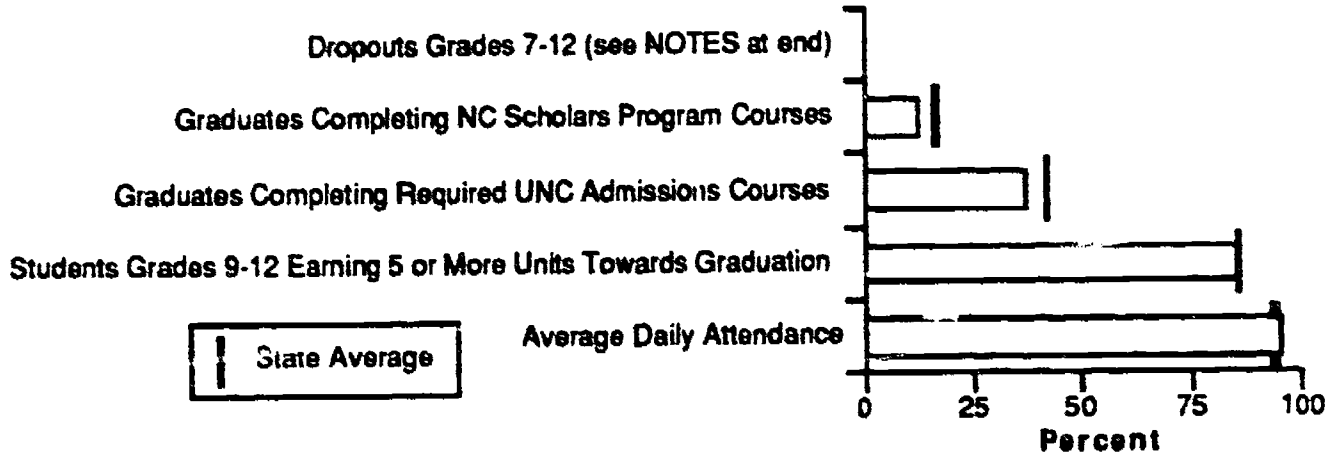 Dropouts Grades 7-12 (see NOTES at end)
Graduates Completing NC Scholars Program Courses
Graduates Completing Required UNC Admissions Courses
Students Grades 9-12 Earning 5 or More Units Towards Graduation
Average Daily Attendance
State Average
0 25 50 75 100
Percent